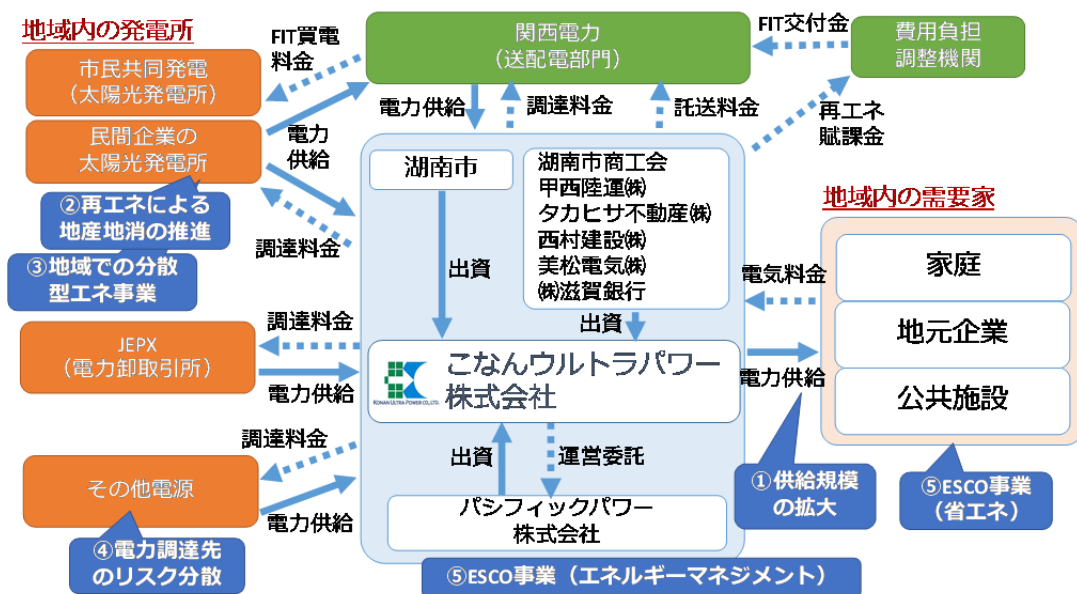 地域内の発電所
市民共同発電
（太陽光発電所）
民間企業の
太陽光発電所
②再エネによる
地産地消の推進
③地域での分散
型エネ事業
JEPX
（電力卸取引所）
その他電源
④電力調達先
のリスク分散
FIT買電
料金
電力
供給
調達料金
調達料金
電力供給
調達料金
電力供給
関西電力
（送配電部門）
FIT交付金
費用負担
調整機関
電力供給
調達料金
託送料金
再エネ
賦課金
湖南市
湖南市商工会
甲西陸運㈱
タカヒサ不動産㈱
西村建設㈱
美松電気㈱
㈱滋賀銀行
出資
出資
KONAN ULTRA POWER CO., LTD.
こなんウルトラパワー
株式会社
出資
運営委託
パシフィックパワー
株式会社
⑤ESCO事業（エネルギーマネジメント）
地域内の需要家
家庭
地元企業
公共施設
電気料金
電力供給
①供給規模
の拡大
⑤ESCO事業
（省エネ）